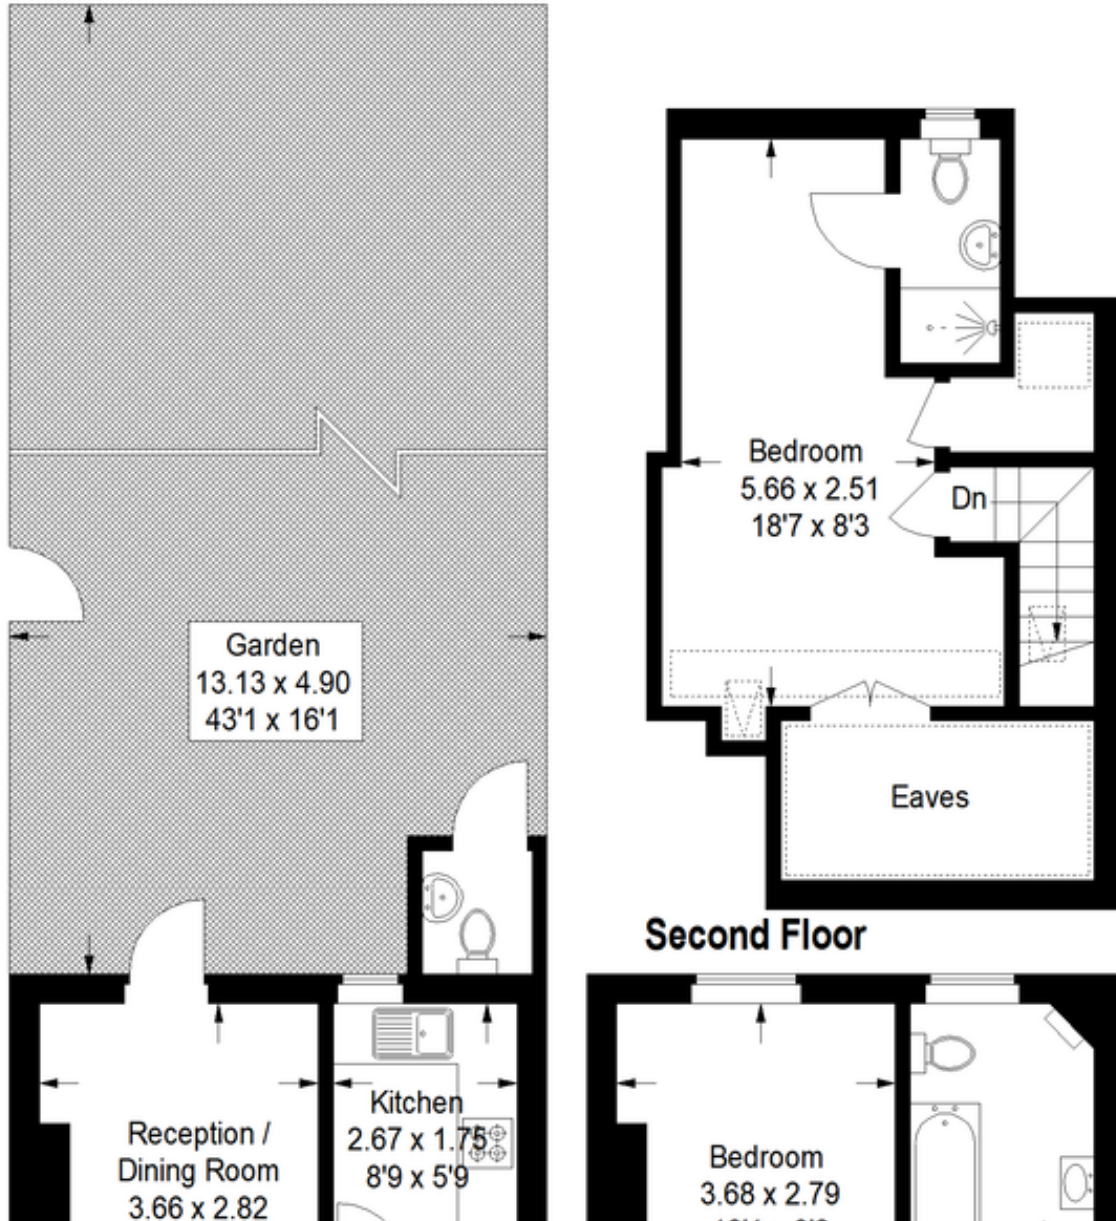 Garden
13.13 x 4.90
43'1 x 16'1
Reception /
Dining Room
3.66 x 2.82
Kitchen
2.67 x 1.75
8'9 x 5'9
Bedroom
5.66 x 2.51
18'7 x 8'3
Dn
Eaves
Second Floor
Bedroom
3.68 x 2.79